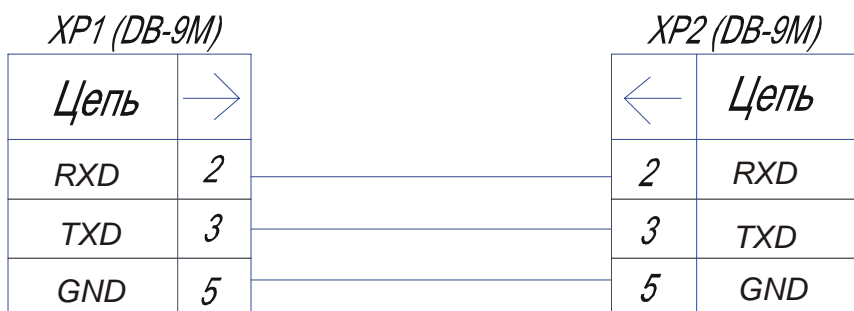 XP1 (DB-9M) XP2 (DB-9M)
Цепь Цепь
RXD 2 2 RXD
TXD 3 3 TXD
GND 5 5 GND